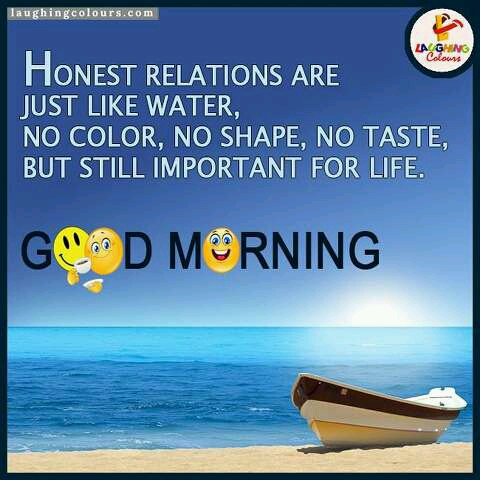 laughingcolours.com
LAUGHING
Colours
HONEST RELATIONS ARE
JUST LIKE WATER,
NO COLOR, NO SHAPE, NO TASTE,
BUT STILL IMPORTANT FOR LIFE.
GOOD MORNING